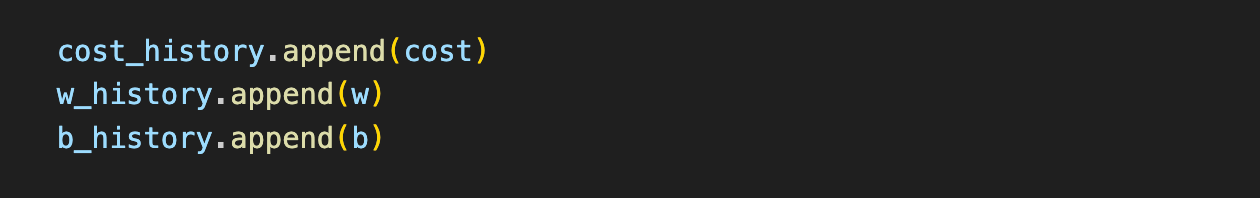 cost_history.append(cost)
w_history.append(w)
b_history.append(b)